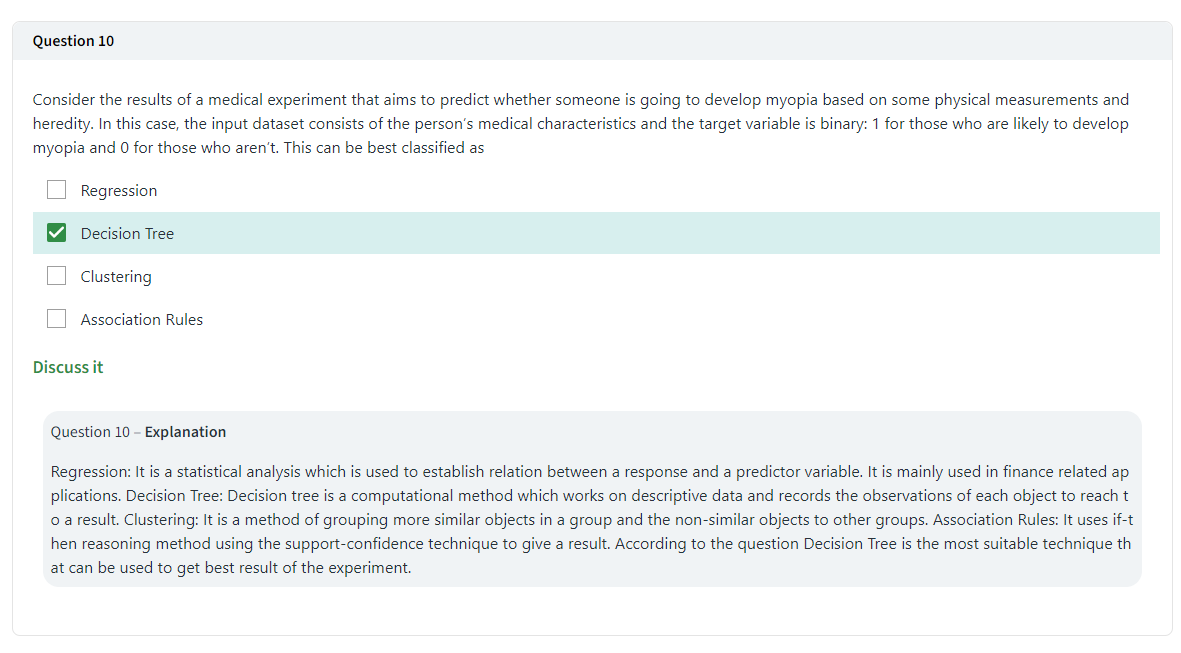 Question 10
Consider the results of a medical experiment that aims to predict whether someone is going to develop myopia based on some physical measurements and
heredity. In this case, the input dataset consists of the person’s medical characteristics and the target variable is binary: 1 for those who are likely to develop
myopia and 0 for those who aren’t. This can be best classified as
Regression
Decision Tree
Clustering
Association Rules
Discuss it
Question 10 – Explanation
Regression: It is a statistical analysis which is used to establish relation between a response and a predictor variable. It is mainly used in finance related ap
plications. Decision Tree: Decision tree is a computational method which works on descriptive data and records the observations of each object to reach t
o a result. Clustering: It is a method of grouping more similar objects in a group and the non-similar objects to other groups. Association Rules: It uses if-t
hen reasoning method using the support-confidence technique to give a result. According to the question Decision Tree is the most suitable technique th
at can be used to get best result of the experiment.